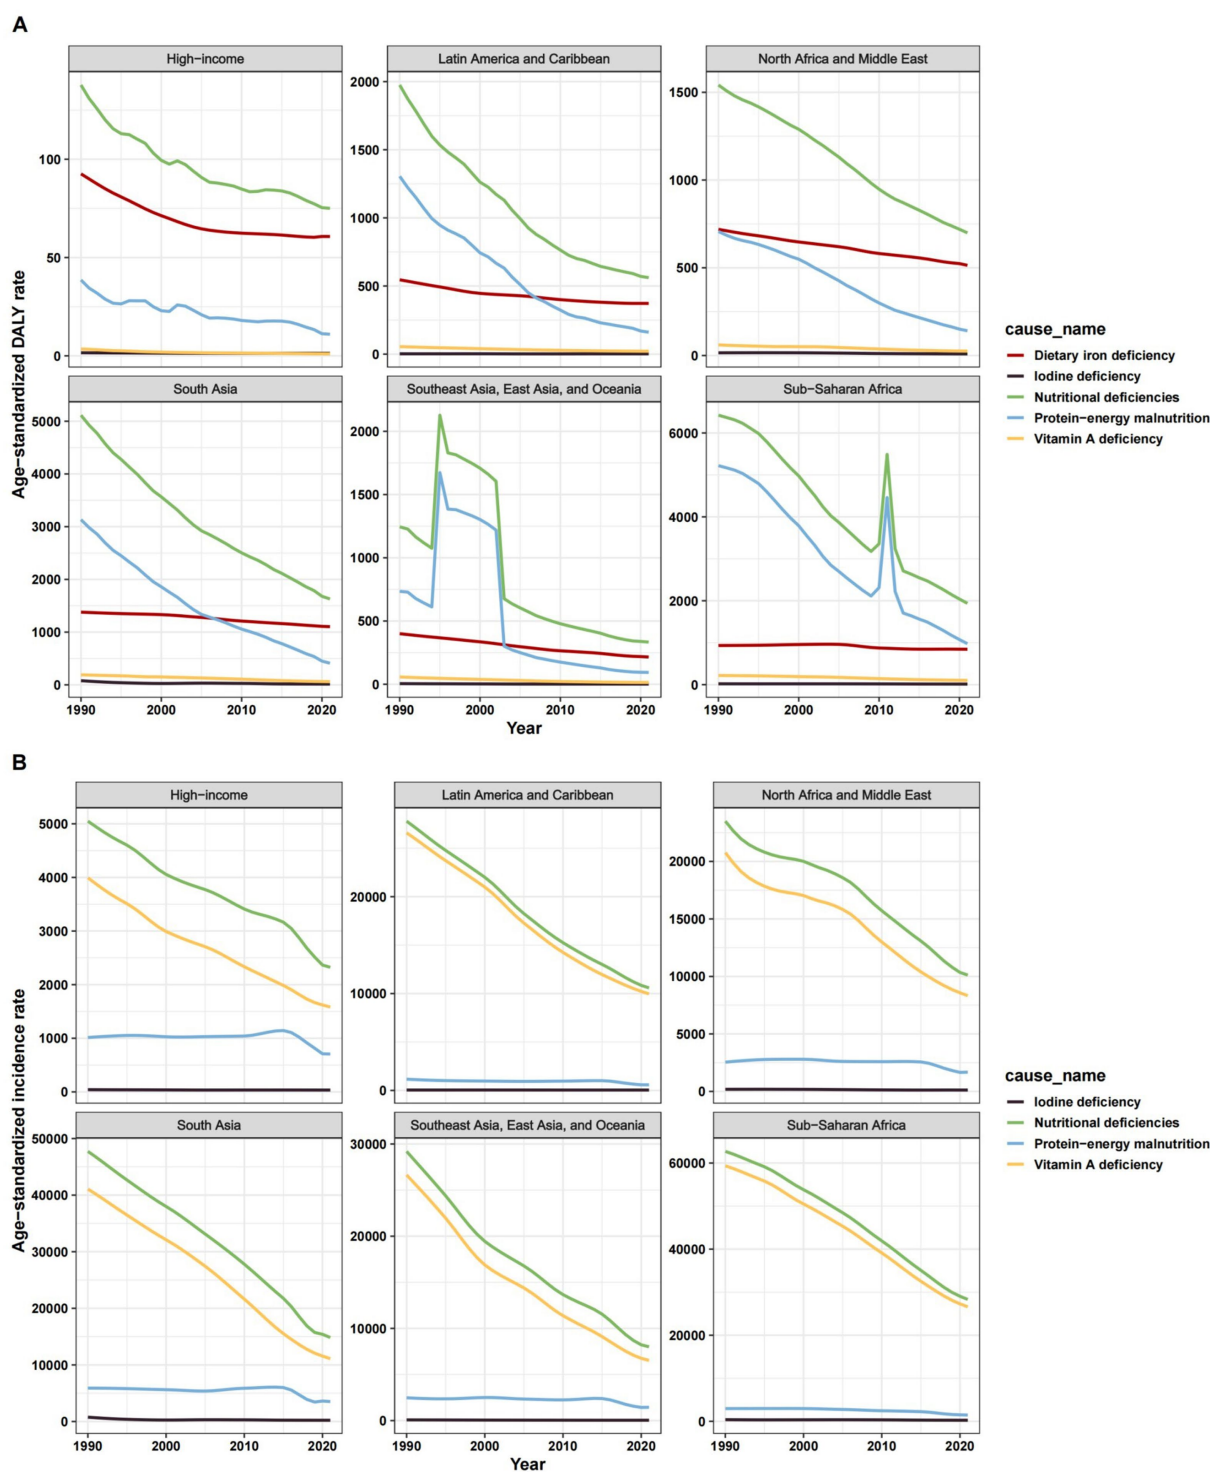 A
High-income
Latin America and Caribbean
North Africa and Middle East
100
50
0
2000
1500
1000
500
0
1500
1000
500
0
South Asia
Southeast Asia, East Asia, and Oceania
Sub-Saharan Africa
5000
4000
3000
2000
1000
0
2000
1500
1000
500
0
6000
4000
2000
0
1990 2000 2010 2020
1990 2000 2010 2020
1990 2000 2010 2020
Year
Age-standardized DALY rate
cause_name
Dietary iron deficiency
Iodine deficiency
Nutritional deficiencies
Protein-energy malnutrition
Vitamin A deficiency
B
High-income
Latin America and Caribbean
North Africa and Middle East
5000
4000
3000
2000
1000
0
20000
10000
0
20000
15000
10000
5000
0
South Asia
Southeast Asia, East Asia, and Oceania
Sub-Saharan Africa
50000
40000
30000
20000
10000
0
30000
20000
10000
0
60000
40000
20000
0
1990 2000 2010 2020
1990 2000 2010 2020
1990 2000 2010 2020
Year
Age-standardized incidence rate
cause_name
Iodine deficiency
Nutritional deficiencies
Protein-energy malnutrition
Vitamin A deficiency